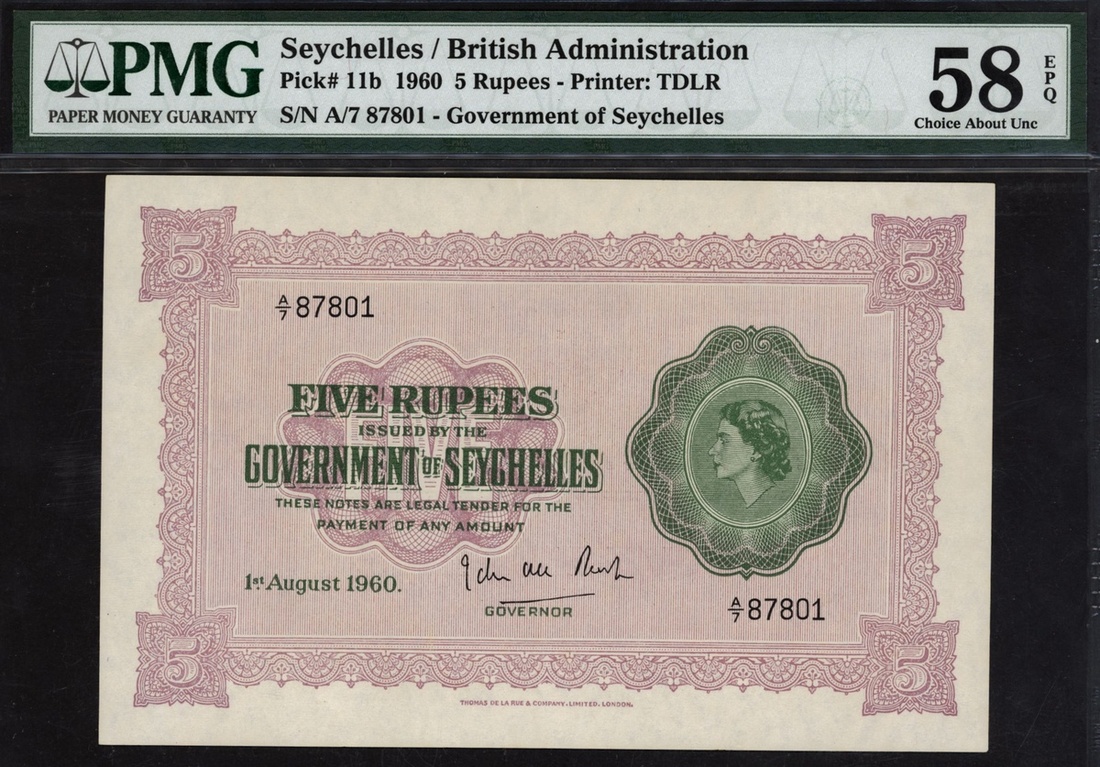 PMG
PAPER MONEY GUARANTY
Seychelles / British Administration
Pick# 11b 1960 5 Rupees - Printer: TDLR
S/N A/7 87801 - Government of Seychelles
58
EPQ
Choice About Unc
5
5
A/7 87801
FIVE
FIVE RUPEES
ISSUED BY THE
GOVERNMENT OF SEYCHELLES
THESE NOTES ARE LEGAL TENDER FOR THE
PAYMENT OF ANY AMOUNT
1st August 1960.
GOVERNOR
A/7 87801
5
5
THOMAS DE LA RUE & COMPANY, LIMITED, LONDON.